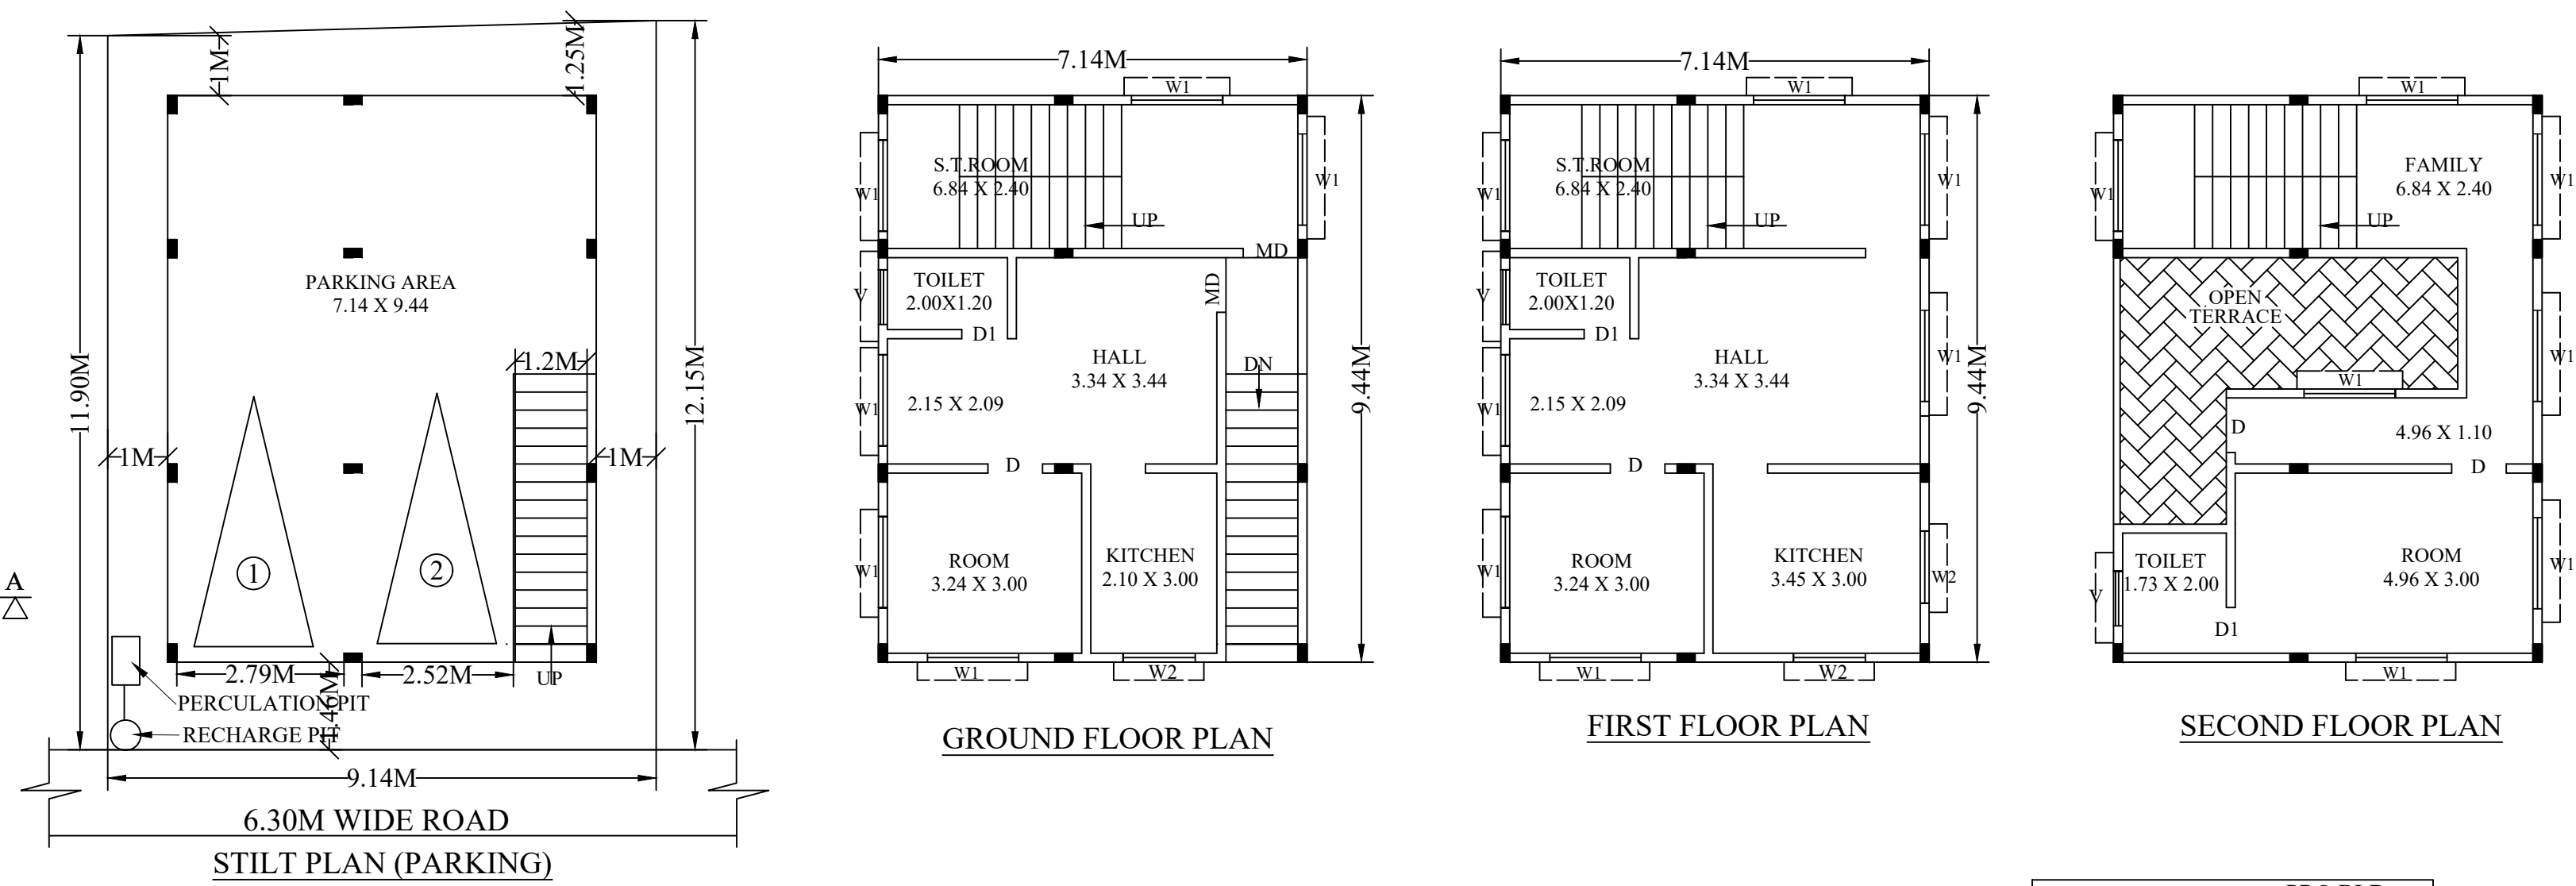 1M
1.25M
11.90M
12.15M
PARKING AREA
7.14 X 9.44
1.2M
1M
1M
1
2
A
2.79M
2.52M
UP
1.46M
PERCULATION PIT
RECHARGE PIT
9.14M
6.30M WIDE ROAD
STILT PLAN (PARKING)
7.14M
W1
S.T.ROOM
6.84 X 2.40
W1
W1
UP
MD
MD
TOILET
2.00X1.20
V
D1
HALL
3.34 X 3.44
DN
9.44M
2.15 X 2.09
W1
D
ROOM
3.24 X 3.00
KITCHEN
2.10 X 3.00
W1
W1
W2
GROUND FLOOR PLAN
7.14M
W1
S.T.ROOM
6.84 X 2.40
W1
W1
UP
TOILET
2.00X1.20
V
D1
HALL
3.34 X 3.44
W1
9.44M
2.15 X 2.09
W1
D
ROOM
3.24 X 3.00
KITCHEN
3.45 X 3.00
W1
W2
W1
W2
FIRST FLOOR PLAN
W1
FAMILY
6.84 X 2.40
W1
W1
UP
OPEN
TERRACE
W1
W1
D
4.96 X 1.10
D
TOILET
1.73 X 2.00
V
ROOM
4.96 X 3.00
W1
D1
W1
SECOND FLOOR PLAN